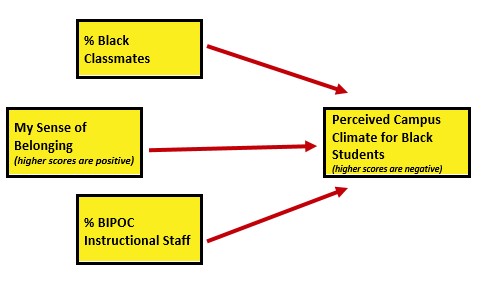 % Black
Classmates
My Sense of
Belonging
(higher scores are positive)
% BIPOC
Instructional Staff
Perceived Campus
Climate for Black
Students
(higher scores are negative)